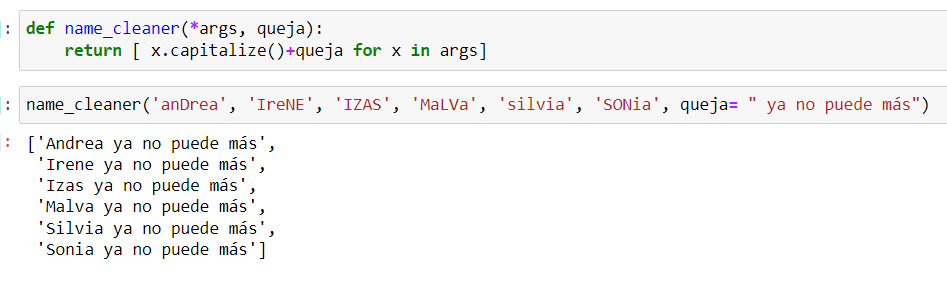 ]: def name_cleaner(*args, queja):
return [ x.capitalize()+queja for x in args]
]: name_cleaner('anDrea', 'IreNE', 'IZAS', 'MaLVa', 'silvia', 'SONia', queja= " ya no puede más")
]: ['Andrea ya no puede más',
'Irene ya no puede más',
'Izas ya no puede más',
'Malva ya no puede más',
'Silvia ya no puede más',
'Sonia ya no puede más']